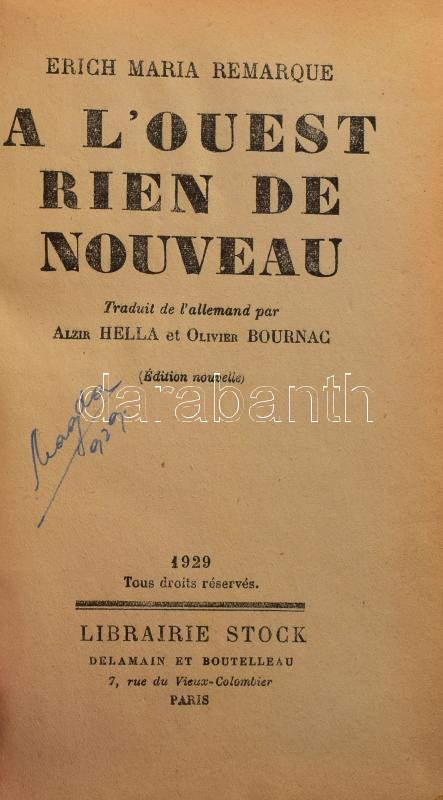 ERICH MARIA REMARQUE
A L'OUEST
RIEN DE
NOUVEAU
Traduit de l'allemand par
ALZIR HELLA et OLIVIER BOURNAC
(Édition nouvelle)
darabanth
1929
Tous droits réservés.
LIBRAIRIE STOCK
DELAMAIN ET BOUTELLEAU
7, rue du Vieux-Colombier
PARIS